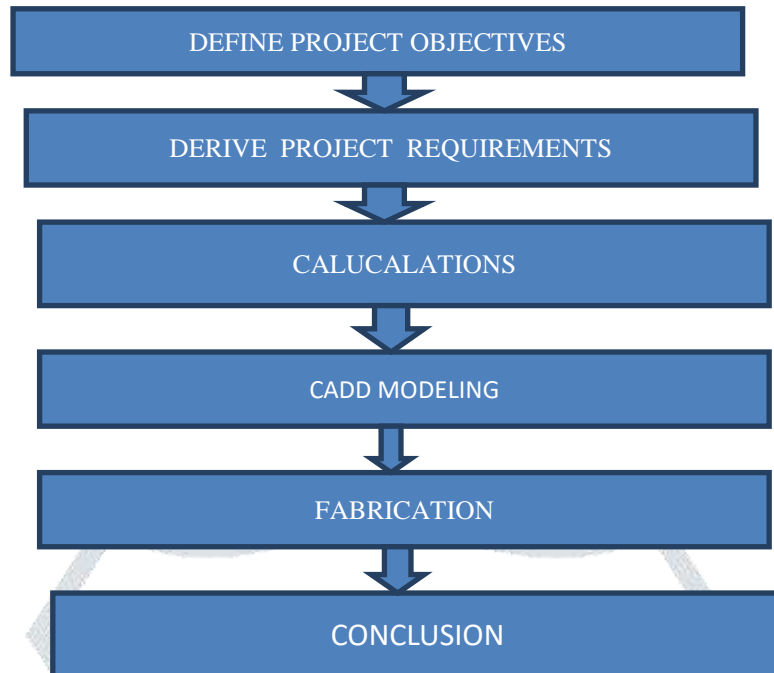 DEFINE PROJECT OBJECTIVES
DERIVE PROJECT REQUIREMENTS
CALUCALATIONS
CADD MODELING
FABRICATION
CONCLUSION